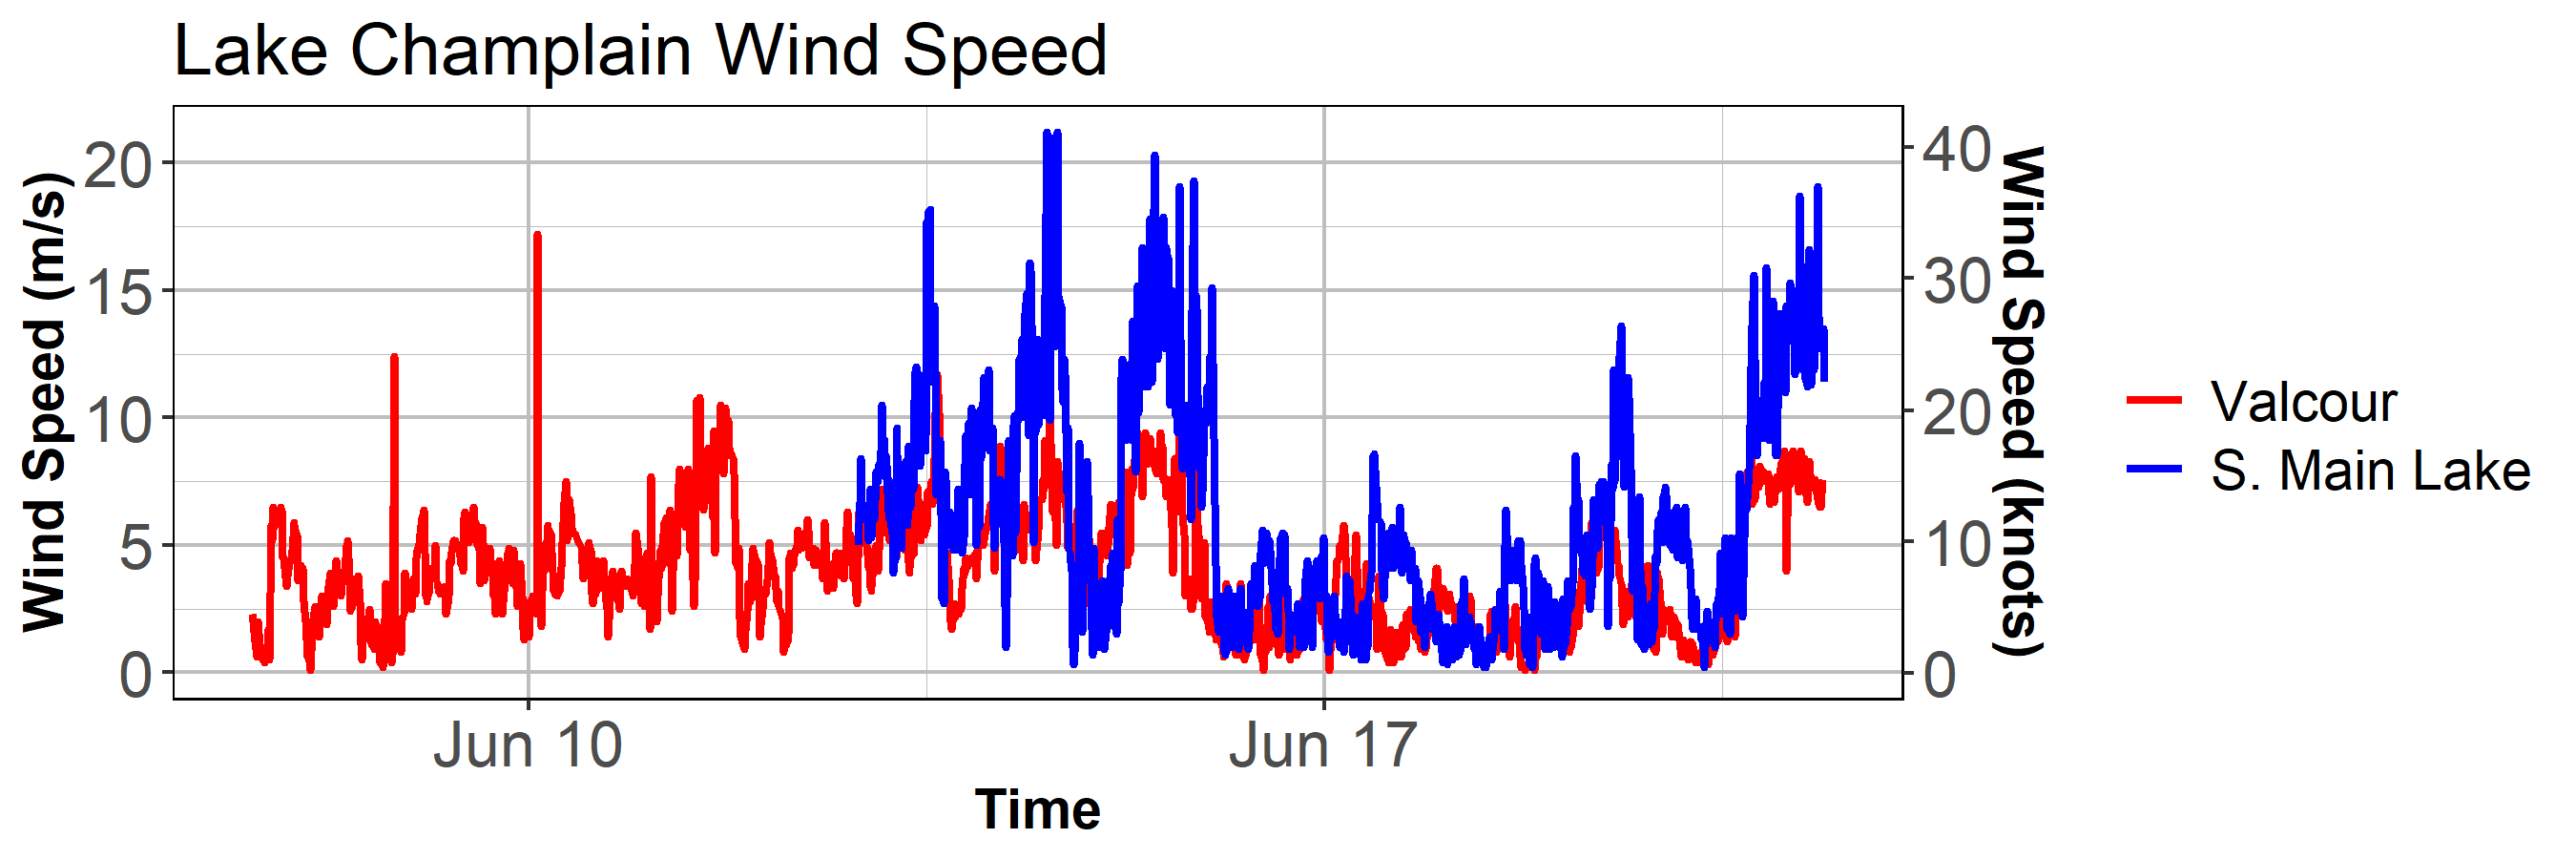 Lake Champlain Wind Speed
Wind Speed (m/s)
20
15
10
5
0
40
30
20
10
0
Wind Speed (knots)
Jun 10
Jun 17
Time
Valcour
S. Main Lake